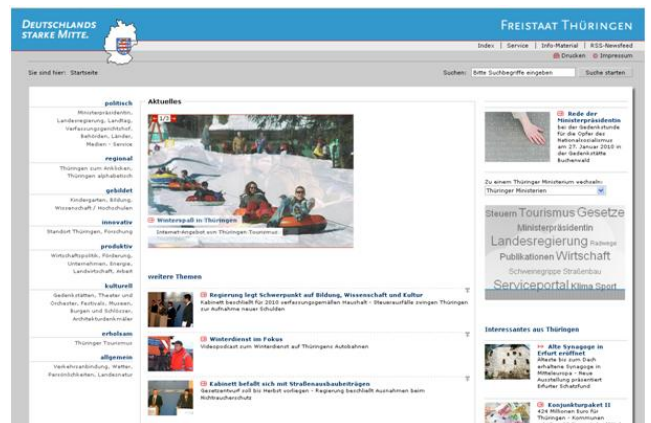 DEUTSCHLANDS
STARKE MITTE.
FREISTAAT THÜRINGEN
Index | Service | Info-Material | RSS-Newsfeed
Drucken Impressum
Sie sind hier: Startseite
Suchen: Bitte Suchbegriffe eingeben Suche starten
politisch
Ministerpräsidentin,
Landesregierung, Landtag,
Verfassungsgerichtshof,
Behörden, Länder,
Medien - Service
regional
Thüringen zum Anklicken,
Thüringen alphabetisch
gebildet
Kindergarten, Bildung,
Wissenschaft / Hochschulen
innovativ
Standort Thüringen, Forschung
produktiv
Wirtschaftspolitik, Förderung,
Unternehmen, Energie,
Landwirtschaft, Arbeit
kulturell
Gedenkstätten, Theater und
Orchester, Festivals, Museen,
Burgen und Schlösser,
Architekturdenkmäler
erholsam
Thüringer Tourismus
allgemein
Verkehrsanbindung, Wetter,
Persönlichkeiten, Landesnatur
Aktuelles
1/3
Winterspaß in Thüringen
Internet-Angebot von Thüringen-Tourismus
weitere Themen
Regierung legt Schwerpunkt auf Bildung, Wissenschaft und Kultur
Kabinett beschließt für 2010 verfassungsgemäßen Haushalt - Steuerausfälle zwingen Thüringen
zur Aufnahme neuer Schulden
Winterdienst im Fokus
Videopodcast zum Winterdienst auf Thüringens Autobahnen
Kabinett befaßt sich mit Straßenausbaubeiträgen
Gesetzentwurf soll bis Herbst vorliegen - Regierung beschließt Ausnahmen beim
Nichtraucherschutz
Rede der
Ministerpräsidentin
bei der Gedenkstunde
für die Opfer des
Nationalsozialismus
am 27. Januar 2010 in
der Gedenkstätte
Buchenwald
Zu einem Thüringer Ministerium wechseln:
Thüringer Ministerien
Steuern Tourismus Gesetze
Ministerpräsidentin
Landesregierung Radwege
Publikationen Wirtschaft
Schweinegrippe Straßenbau
Serviceportal Klima Sport
Interessantes aus Thüringen
Alte Synagoge in
Erfurt eröffnet
Älteste bis zum Dach
erhaltene Synagoge in
Mitteleuropa - Neue
Ausstellung präsentiert
Erfurter Schatzfund
Konjunkturpaket II
424 Millionen Euro für
Thüringen - Kommunen